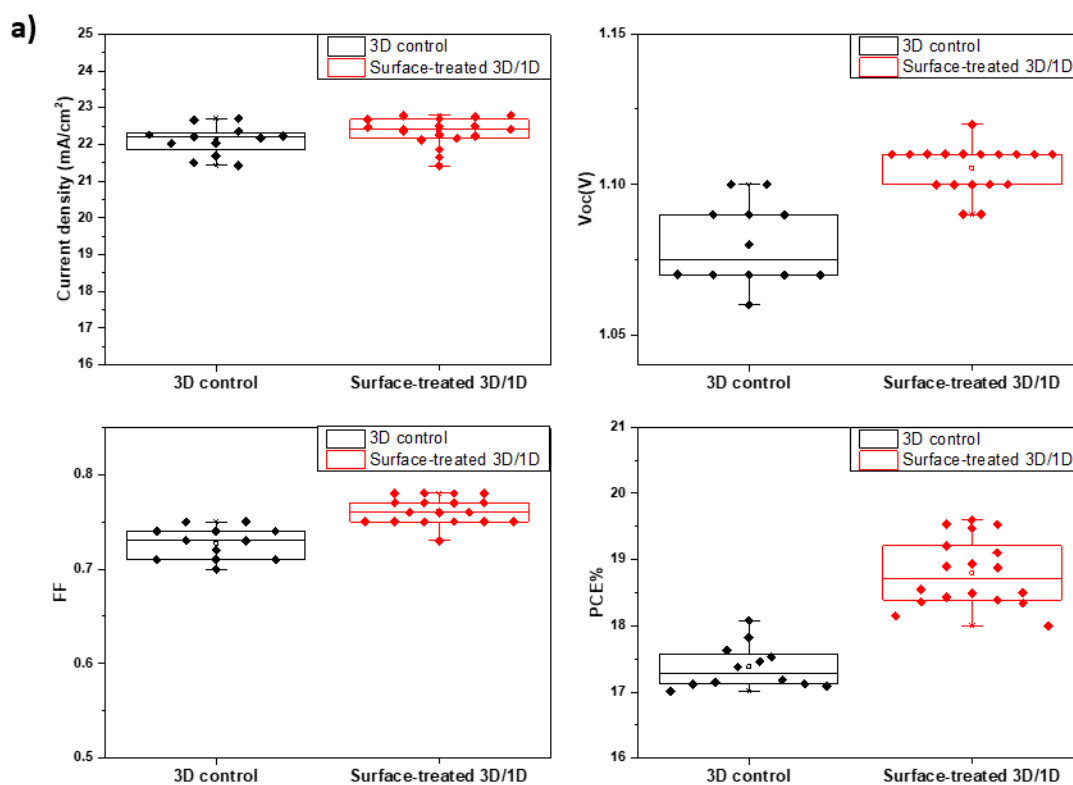 a)
25
24
23
22
21
20
19
18
17
16
Current density (mA/cm²)
3D control
Surface-treated 3D/1D
3D control
Surface-treated 3D/1D
1.15
1.10
1.05
Voc(V)
3D control
Surface-treated 3D/1D
3D control
Surface-treated 3D/1D
0.8
0.7
0.6
0.5
FF
3D control
Surface-treated 3D/1D
3D control
Surface-treated 3D/1D
21
20
19
18
17
16
PCE%
3D control
Surface-treated 3D/1D
3D control
Surface-treated 3D/1D